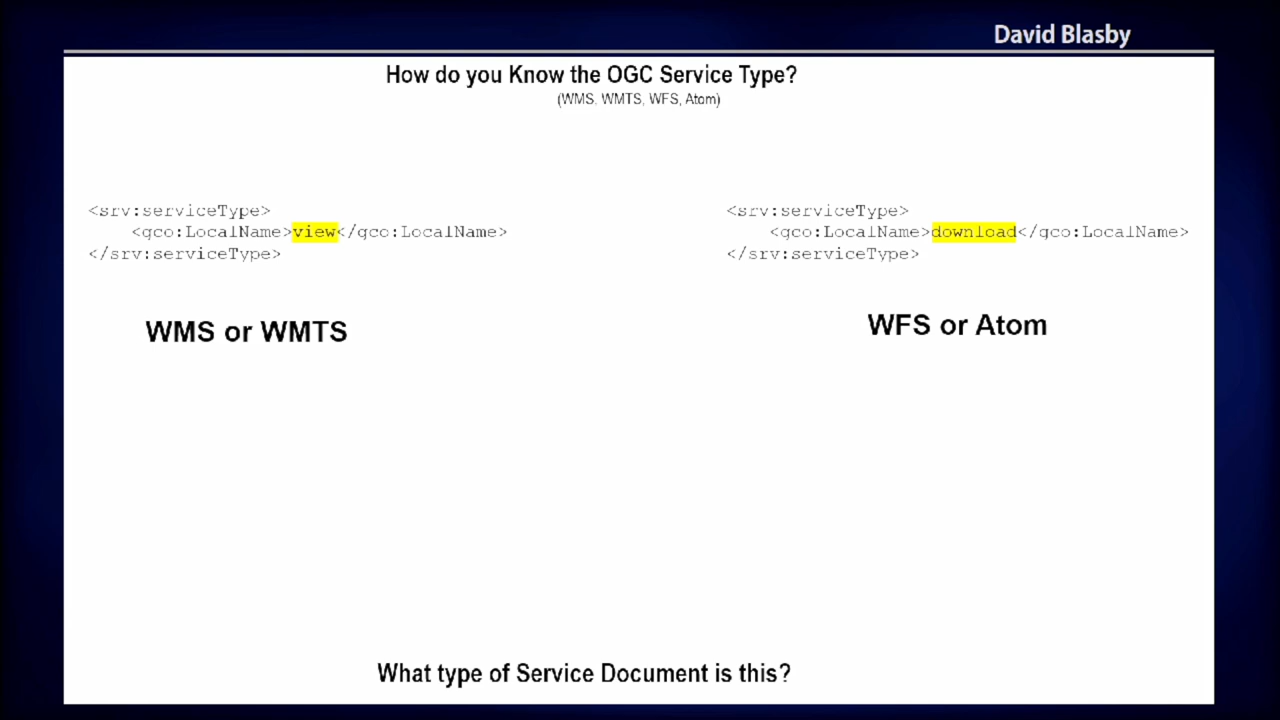 David Blasby
How do you Know the OGC Service Type?
(WMS, WMTS, WFS, Atom)
<srv:serviceType>
<gco:LocalName>view</gco:LocalName>
</srv:serviceType>
WMS or WMTS
<srv:serviceType>
<gco:LocalName>download</gco:LocalName>
</srv:serviceType>
WFS or Atom
What type of Service Document is this?